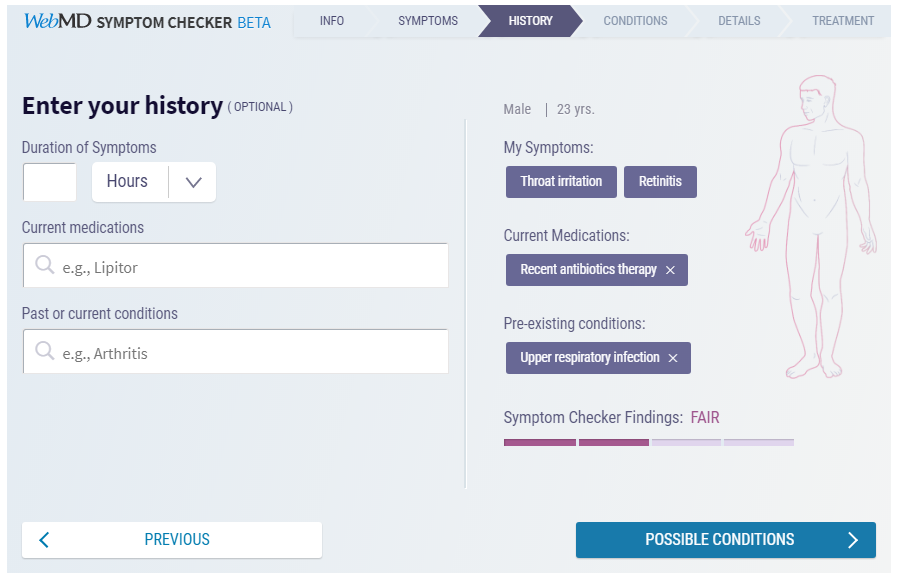 WebMD SYMPTOM CHECKER BETA
INFO
SYMPTOMS
HISTORY
CONDITIONS
DETAILS
TREATMENT
Enter your history ( OPTIONAL )
Duration of Symptoms
Hours
Current medications
e.g., Lipitor
Past or current conditions
e.g., Arthritis
Male | 23 yrs.
My Symptoms:
Throat irritation
Retinitis
Current Medications:
Recent antibiotics therapy ×
Pre-existing conditions:
Upper respiratory infection ×
Symptom Checker Findings: FAIR
PREVIOUS
POSSIBLE CONDITIONS